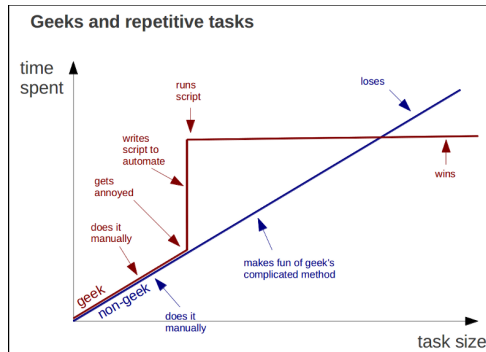 Geeks and repetitive tasks
time
spent
runs
script
loses
writes
script to
automate
gets
annoyed
wins
does it
manually
makes fun of geek's
complicated method
geek
non-geek
does it
manually
task size